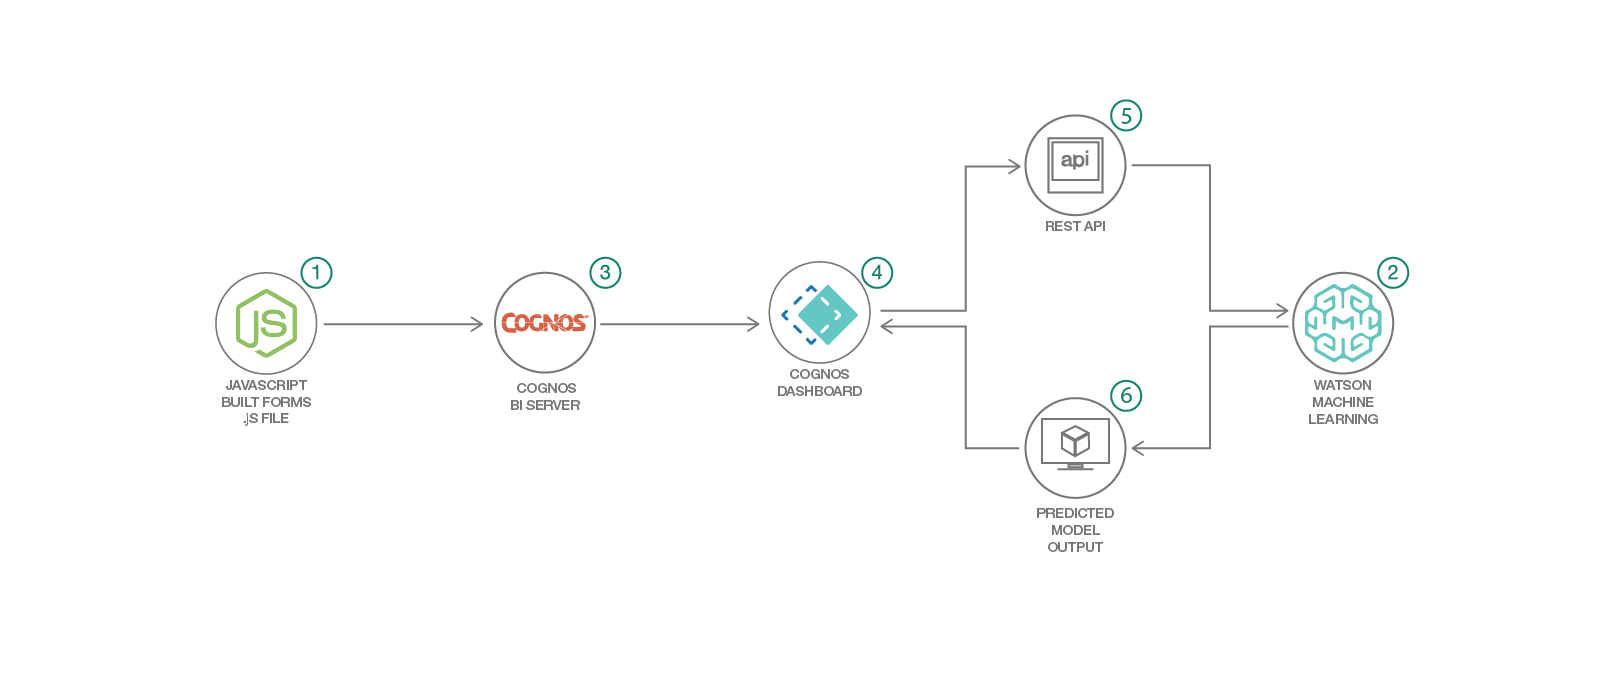 1
JS
JAVASCRIPT
BUILT FORMS
.JS FILE
3
COGNOS
COGNOS
BI SERVER
4
COGNOS
DASHBOARD
5
api
REST API
6
PREDICTED
MODEL
OUTPUT
2
WATSON
MACHINE
LEARNING